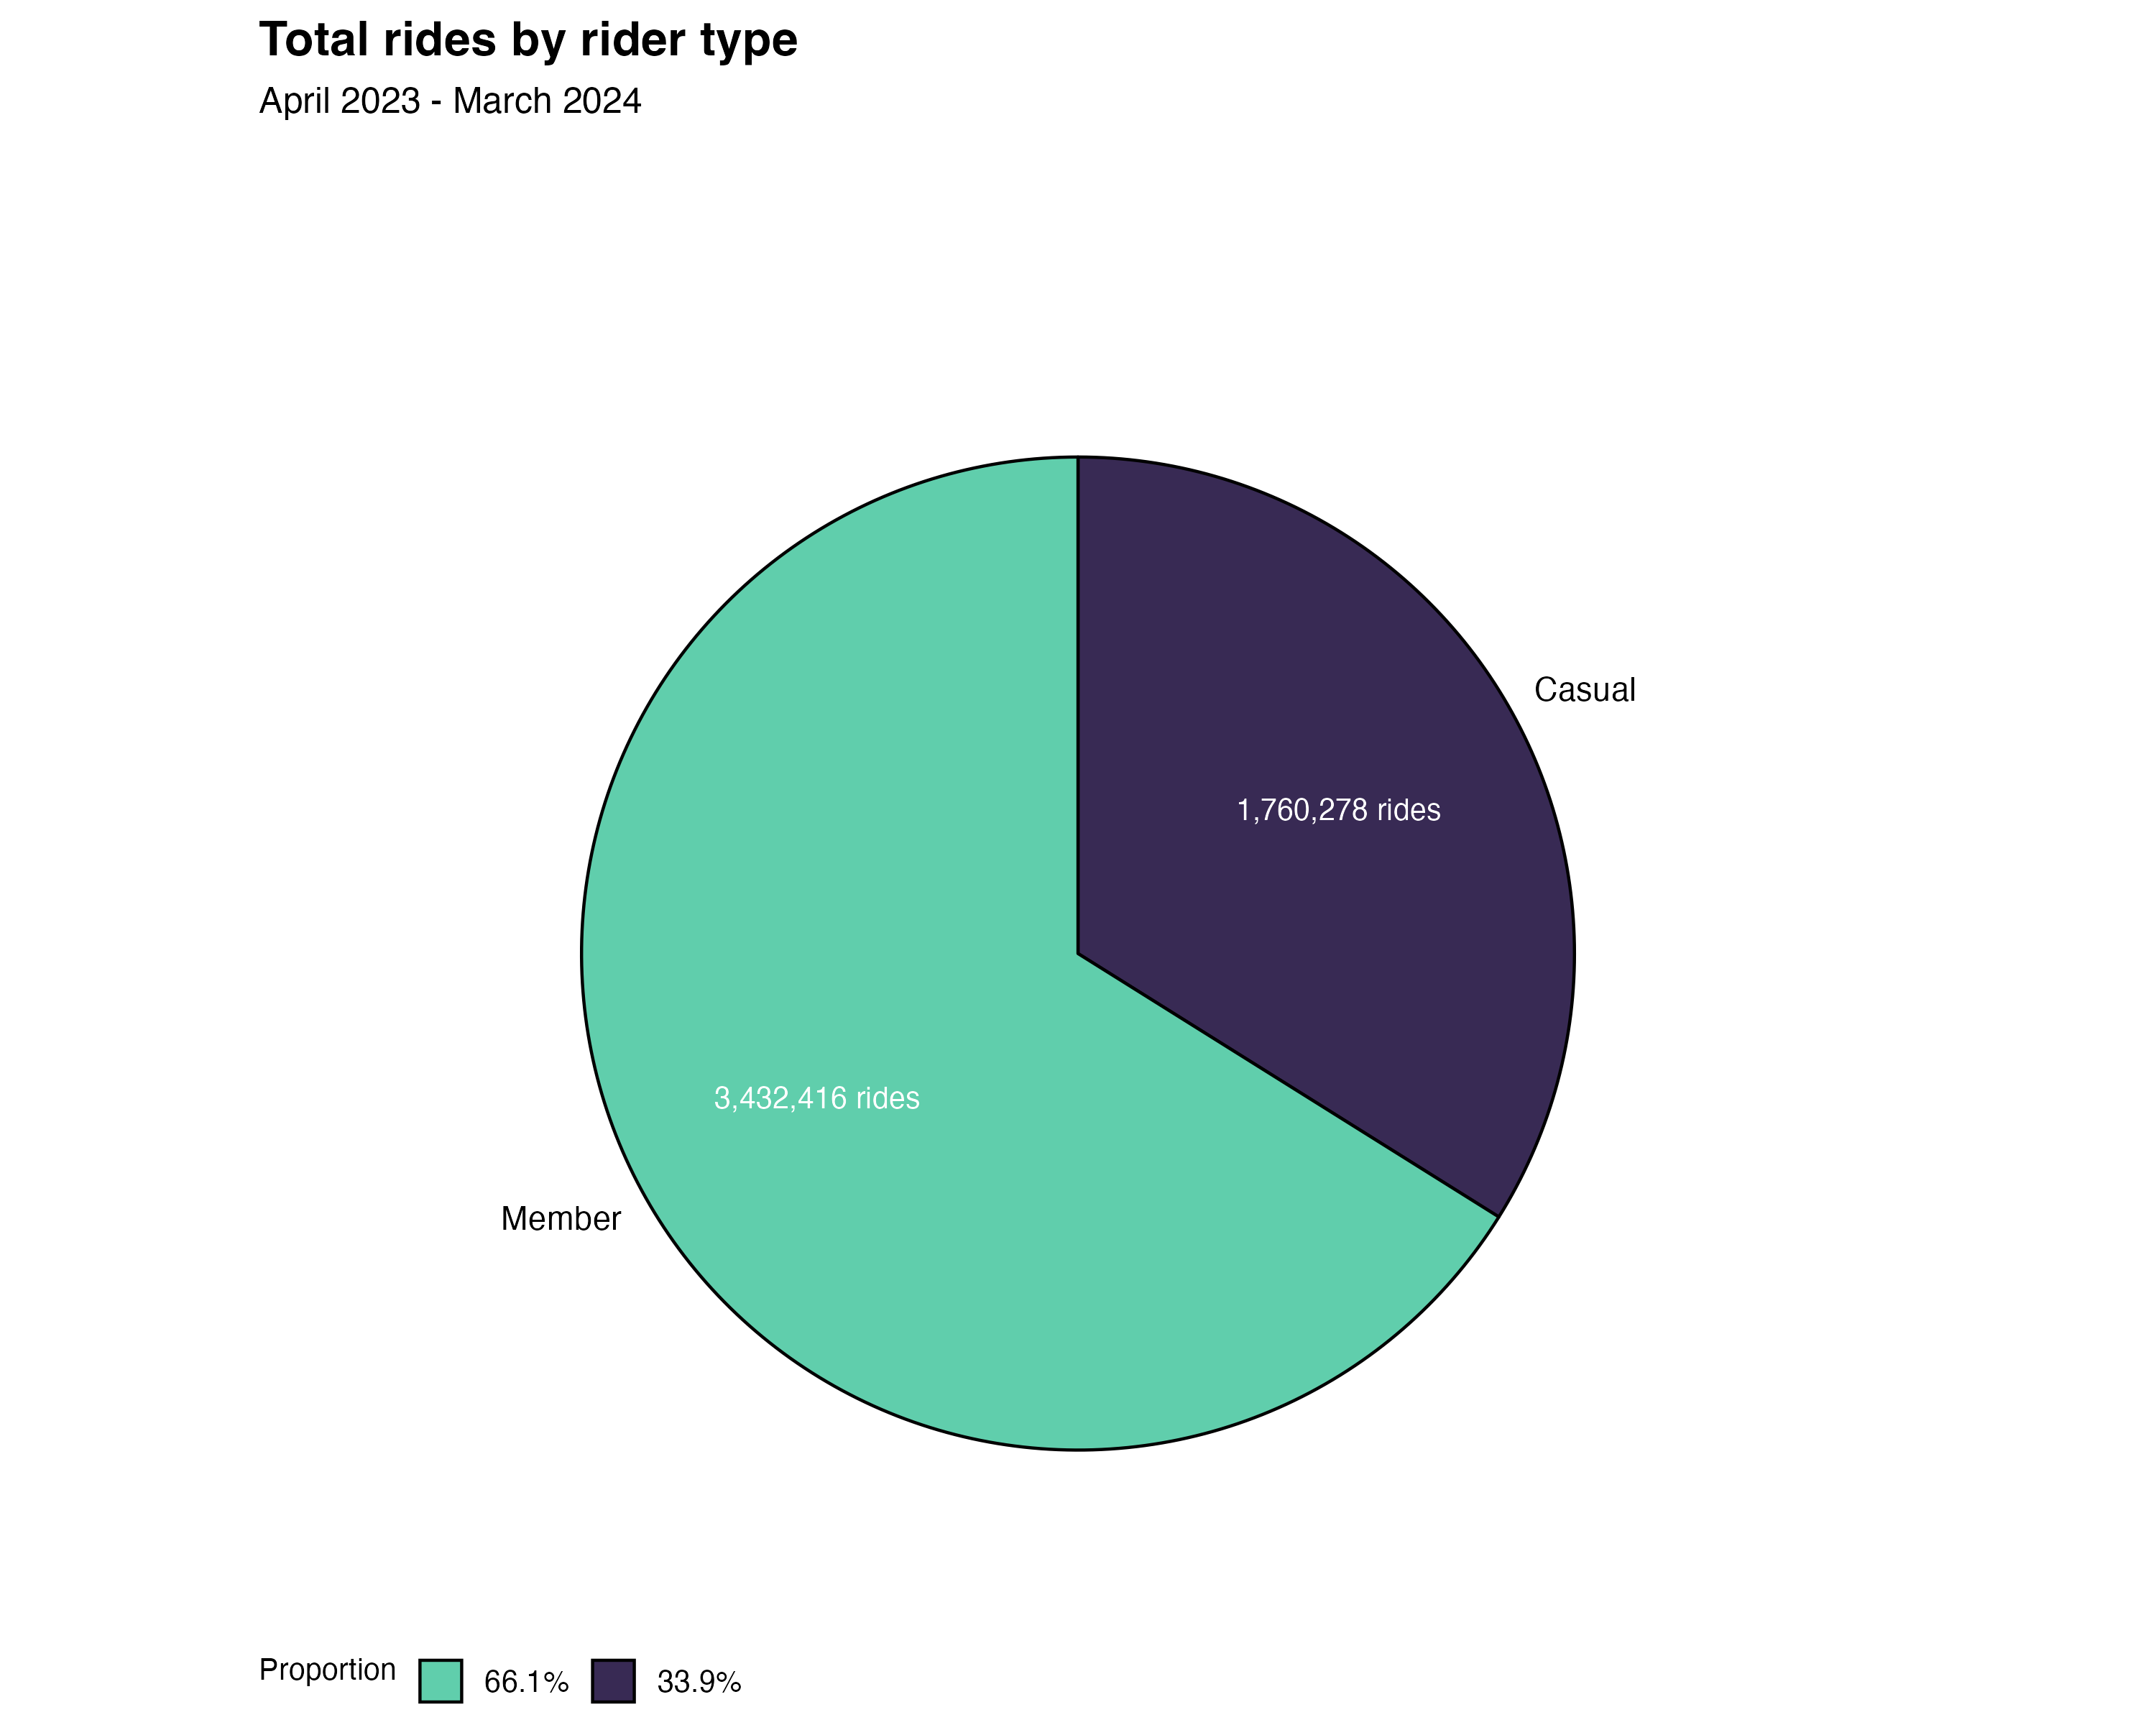 Total rides by rider type
April 2023 - March 2024
Casual
1,760,278 rides
3,432,416 rides
Member
Proportion 66.1% 33.9%